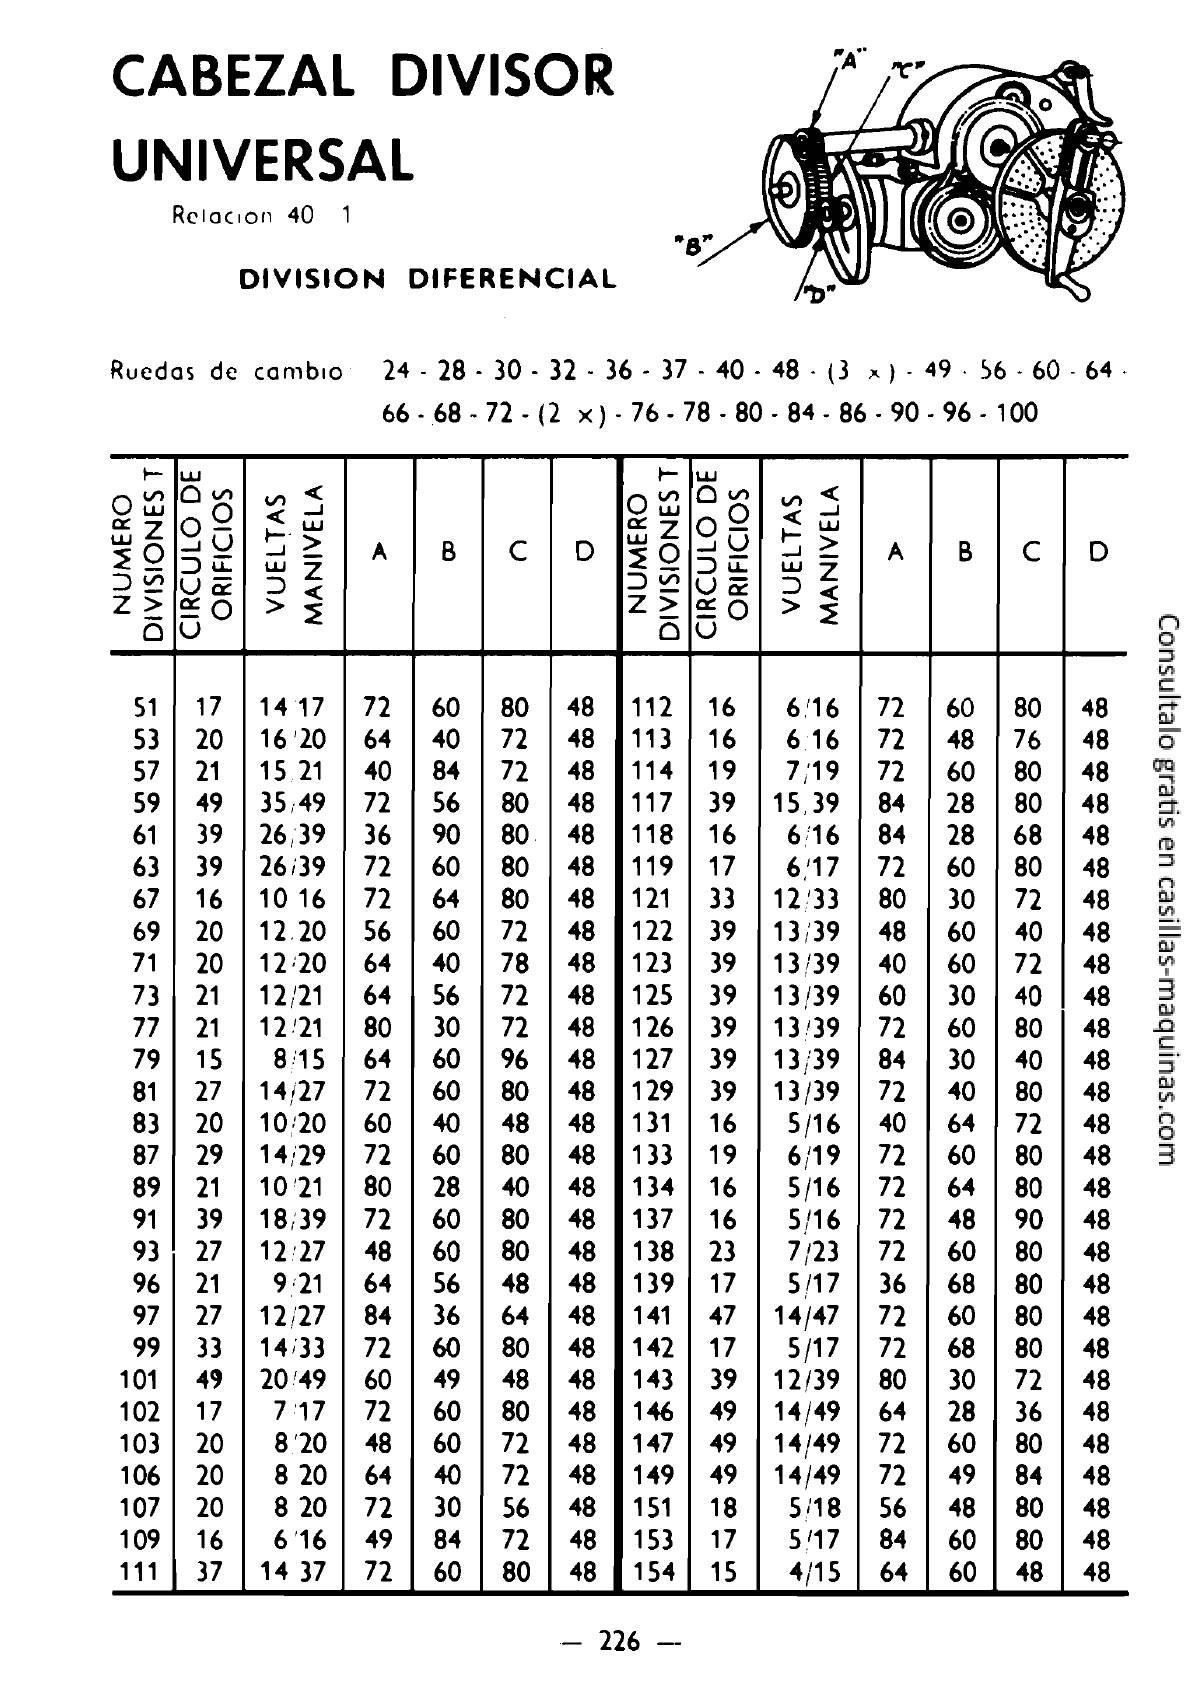 CABEZAL DIVISOR
UNIVERSAL
Relacion 40 1
DIVISION DIFERENCIAL
"A"
"C"
"B"
"D"
Ruedas de cambio 24 - 28 - 30 - 32 - 36 - 37 - 40 - 48 - (3 x) - 49 - 56 - 60 - 64 -
66 - 68 - 72 - (2 x) - 76 - 78 - 80 - 84 - 86 - 90 - 96 - 100
NUMERO DIVISIONES T CIRCULO DE ORIFICIOS VUELTAS MANIVELA A B C D NUMERO DIVISIONES T CIRCULO DE ORIFICIOS VUELTAS MANIVELA A B C D
51 17 14 17 72 60 80 48 112 16 6/16 72 60 80 48
53 20 16/20 64 40 72 48 113 16 6 16 72 48 76 48
57 21 15 21 40 84 72 48 114 19 7/19 72 60 80 48
59 49 35/49 72 56 80 48 117 39 15/39 84 28 80 48
61 39 26/39 36 90 80 48 118 16 6/16 84 28 68 48
63 39 26/39 72 60 80 48 119 17 6/17 72 60 80 48
67 16 10 16 72 64 80 48 121 33 12/33 80 30 72 48
69 20 12.20 56 60 72 48 122 39 13/39 48 60 40 48
71 20 12/20 64 40 78 48 123 39 13/39 40 60 72 48
73 21 12/21 64 56 72 48 125 39 13/39 60 30 40 48
77 21 12/21 80 30 72 48 126 39 13/39 72 60 80 48
79 15 8/15 64 60 96 48 127 39 13/39 84 30 40 48
81 27 14/27 72 60 80 48 129 39 13/39 72 40 80 48
83 20 10/20 60 40 48 48 131 16 5/16 40 64 72 48
87 29 14/29 72 60 80 48 133 19 6/19 72 60 80 48
89 21 10/21 80 28 40 48 134 16 5/16 72 64 80 48
91 39 18/39 72 60 80 48 137 16 5/16 72 48 90 48
93 27 12/27 48 60 80 48 138 23 7/23 72 60 80 48
96 21 9/21 64 56 48 48 139 17 5/17 36 68 80 48
97 27 12/27 84 36 64 48 141 47 14/47 72 60 80 48
99 33 14/33 72 60 80 48 142 17 5/17 72 68 80 48
101 49 20/49 60 49 48 48 143 39 12/39 80 30 72 48
102 17 7/17 72 60 80 48 146 49 14/49 64 28 36 48
103 20 8/20 48 60 72 48 147 49 14/49 72 60 80 48
106 20 8 20 64 40 72 48 149 49 14/49 72 49 84 48
107 20 8 20 72 30 56 48 151 18 5/18 56 48 80 48
109 16 6/16 49 84 72 48 153 17 5/17 84 60 80 48
111 37 14 37 72 60 80 48 154 15 4/15 64 60 48 48
— 226 —
Consultalo gratis en casillas-maquinas.com